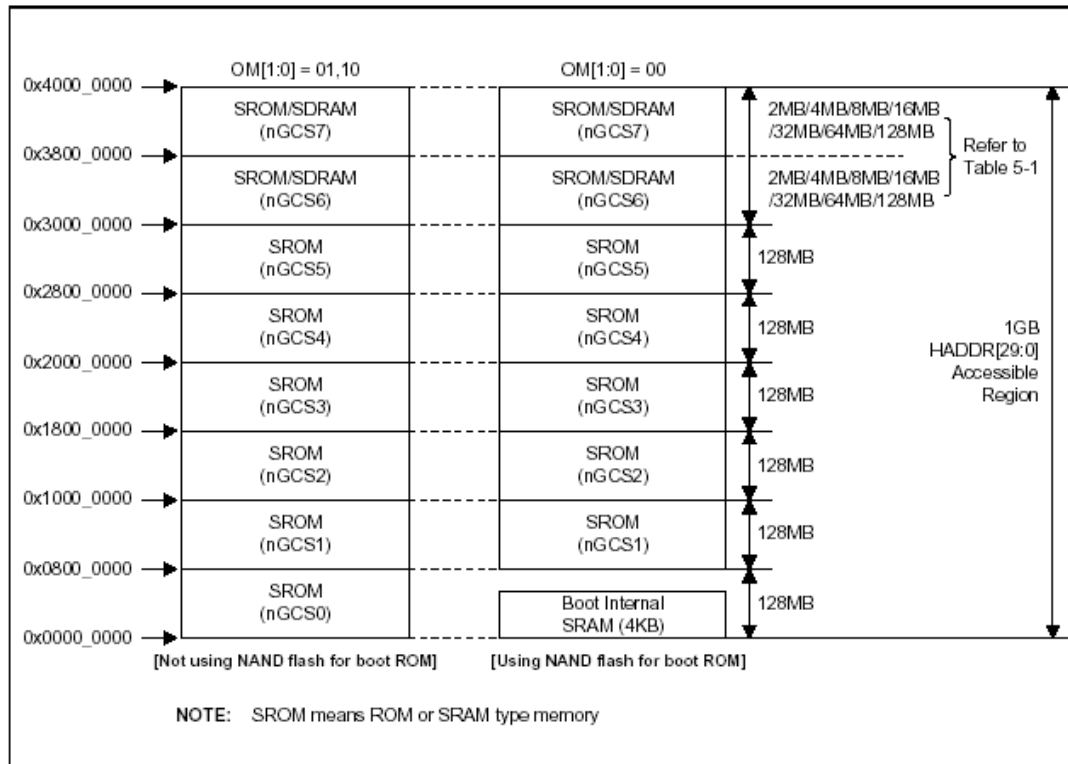 OM[1:0] = 01,10
OM[1:0] = 00
0x4000_0000
SROM/SDRAM
(nGCS7)
SROM/SDRAM
(nGCS7)
2MB/4MB/8MB/16MB
/32MB/64MB/128MB
Refer to
Table 5-1
0x3800_0000
SROM/SDRAM
(nGCS6)
SROM/SDRAM
(nGCS6)
2MB/4MB/8MB/16MB
/32MB/64MB/128MB
0x3000_0000
SROM
(nGCS5)
SROM
(nGCS5)
128MB
0x2800_0000
SROM
(nGCS4)
SROM
(nGCS4)
128MB
1GB
HADDR[29:0]
Accessible
Region
0x2000_0000
SROM
(nGCS3)
SROM
(nGCS3)
128MB
0x1800_0000
SROM
(nGCS2)
SROM
(nGCS2)
128MB
0x1000_0000
SROM
(nGCS1)
SROM
(nGCS1)
128MB
0x0800_0000
SROM
(nGCS0)
Boot Internal
SRAM (4KB)
128MB
0x0000_0000
[Not using NAND flash for boot ROM]
[Using NAND flash for boot ROM]
NOTE: SROM means ROM or SRAM type memory